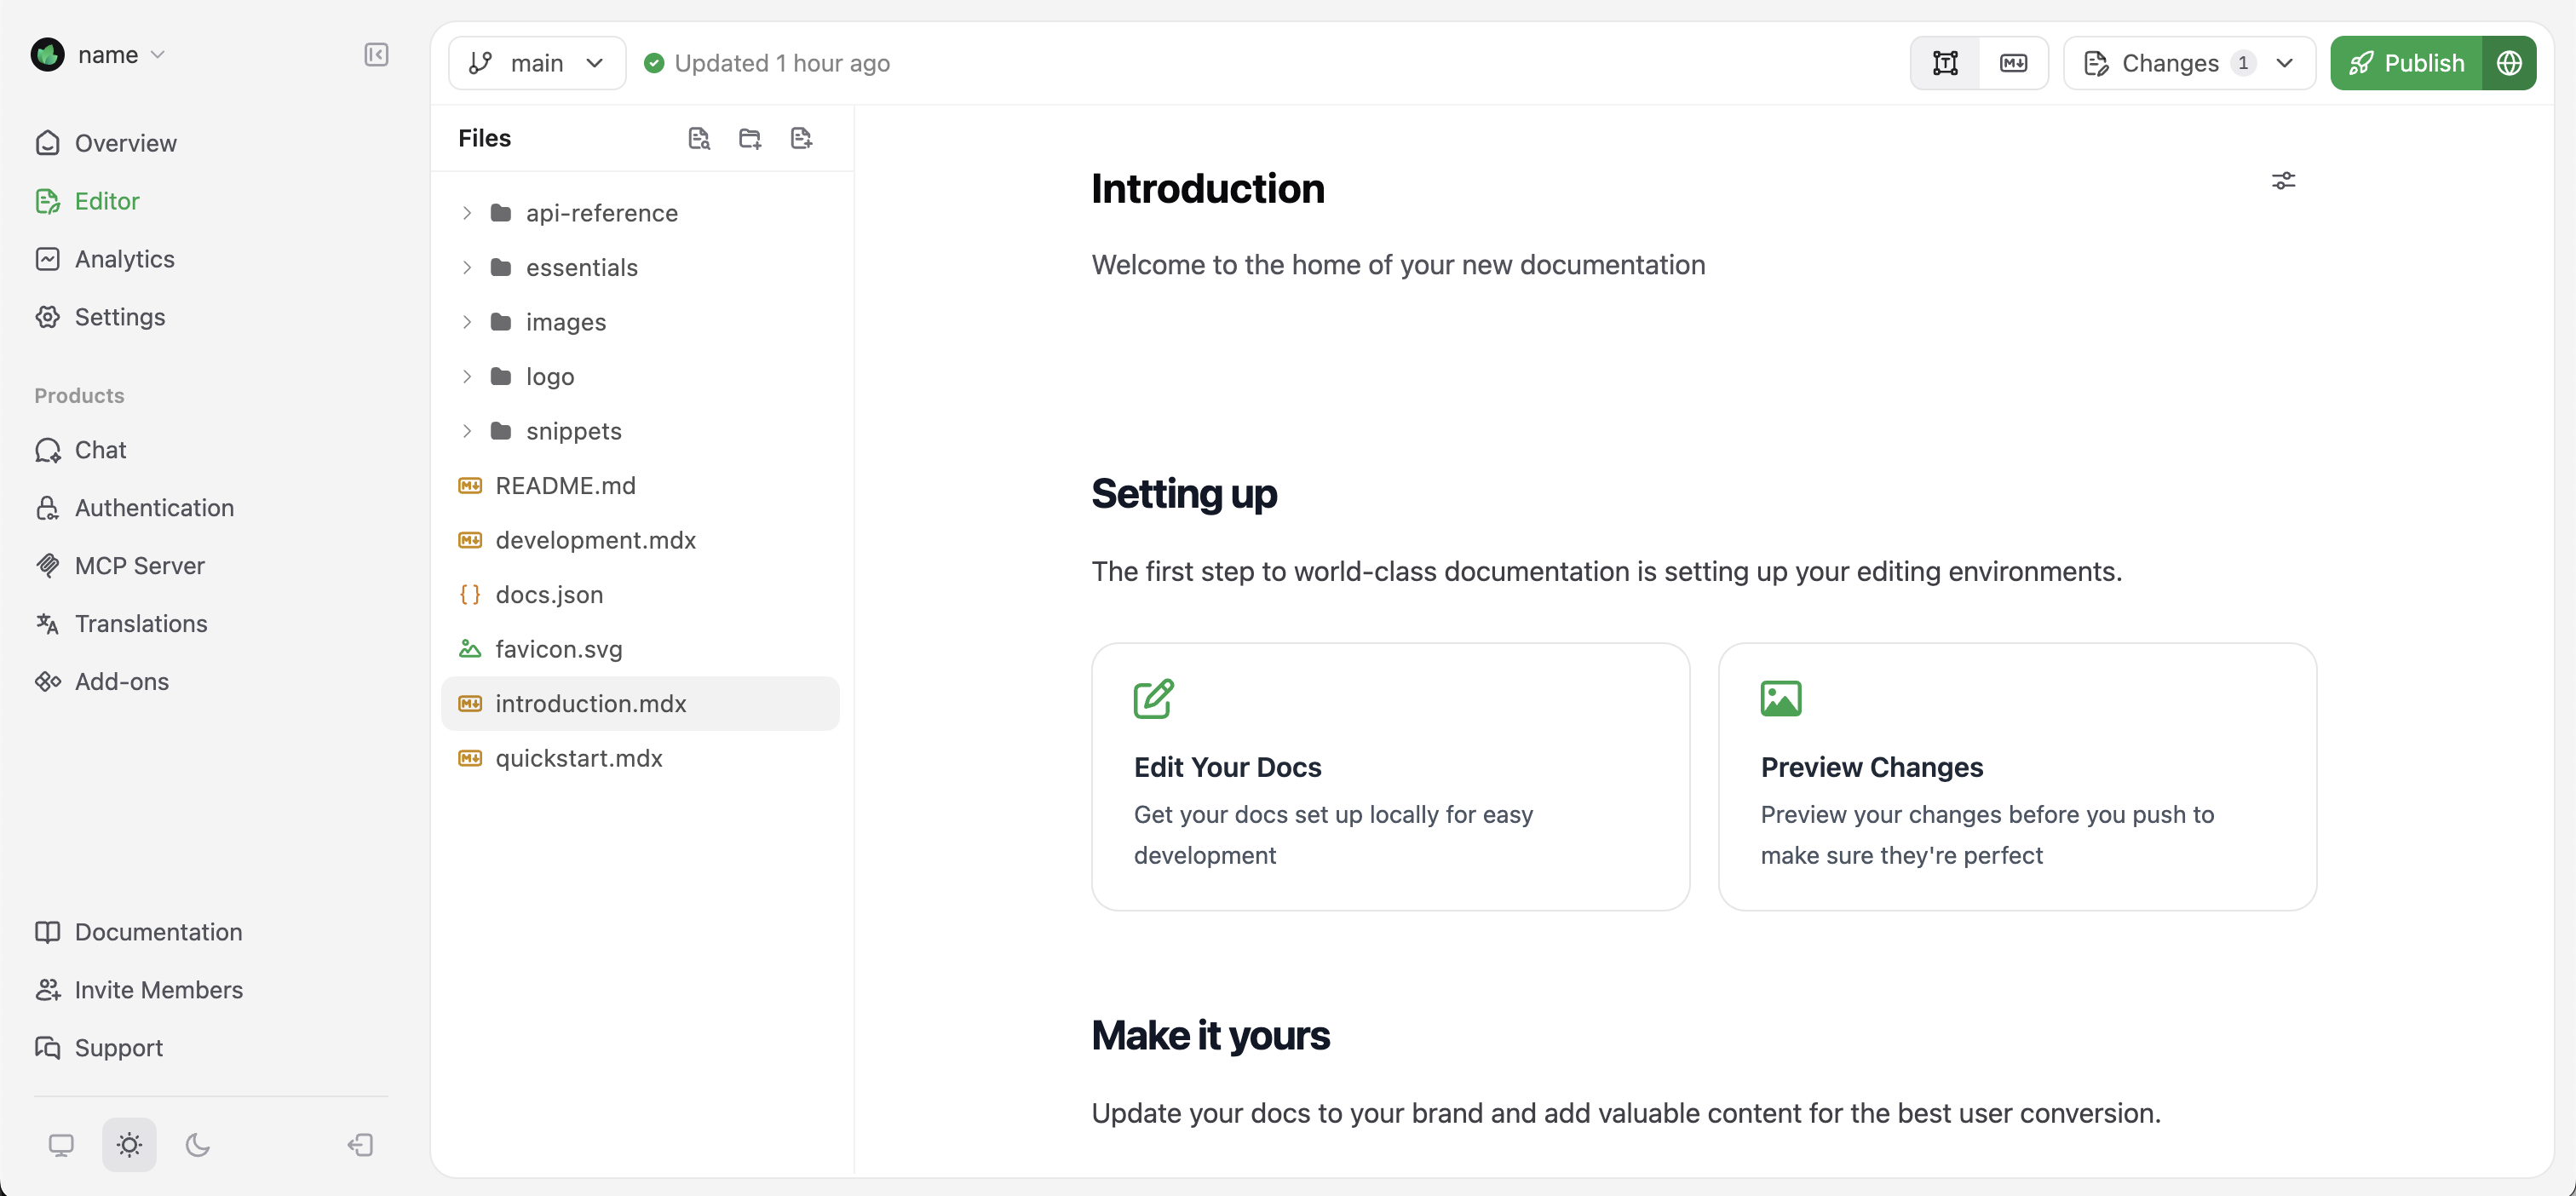 name
Overview
Editor
Analytics
Settings
Products
Chat
Authentication
MCP Server
Translations
Add-ons
Documentation
Invite Members
Support
main
Updated 1 hour ago
Changes 1
Publish
Files
api-reference
essentials
images
logo
snippets
README.md
development.mdx
docs.json
favicon.svg
introduction.mdx
quickstart.mdx
Introduction
Welcome to the home of your new documentation
Setting up
The first step to world-class documentation is setting up your editing environments.
Edit Your Docs
Get your docs set up locally for easy
development
Preview Changes
Preview your changes before you push to
make sure they're perfect
Make it yours
Update your docs to your brand and add valuable content for the best user conversion.